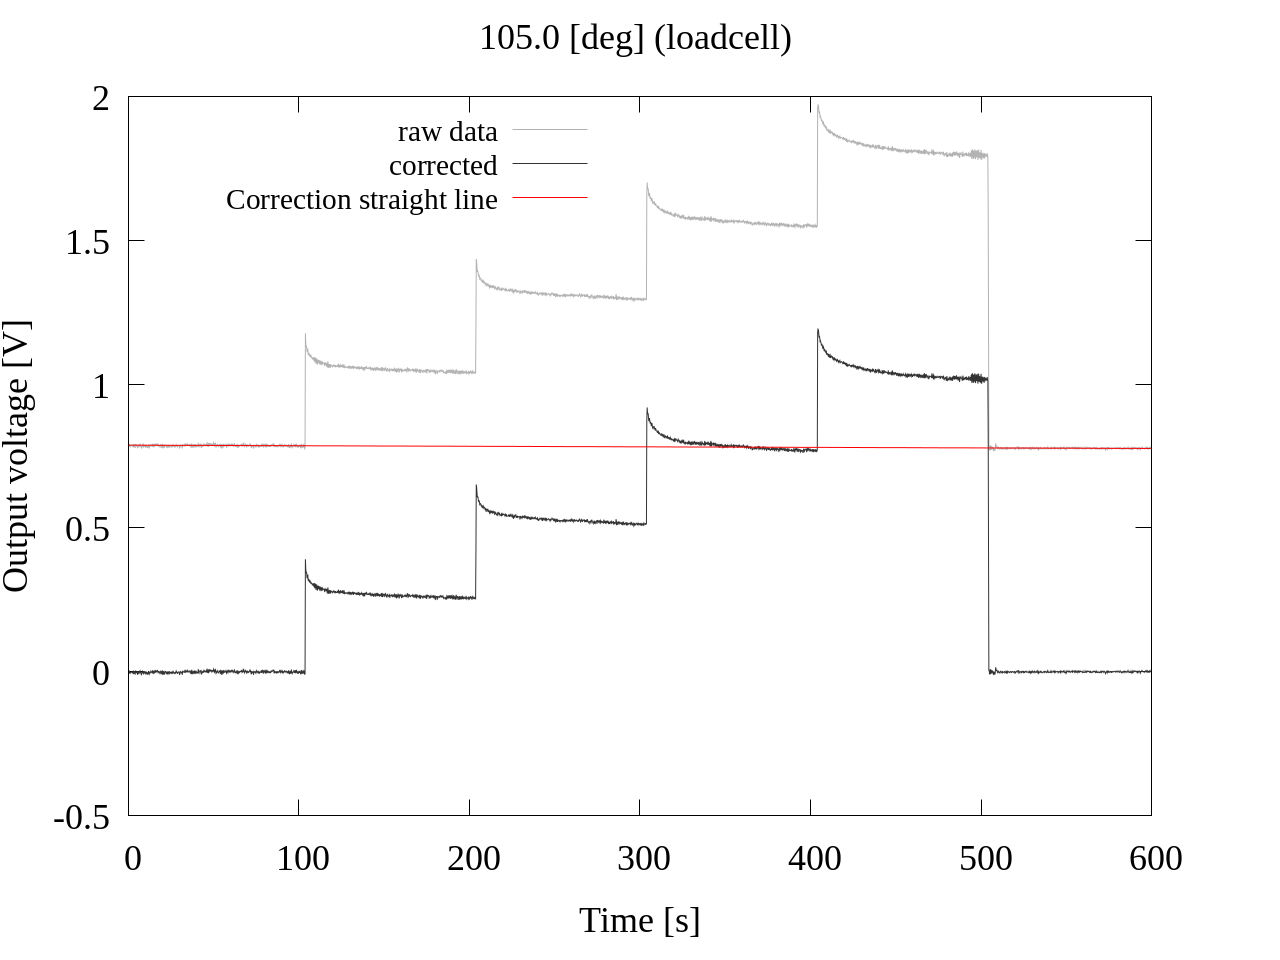 105.0 [deg] (loadcell)
raw data
corrected
Correction straight line
Output voltage [V]
2
1.5
1
0.5
0
-0.5
0 100 200 300 400 500 600
Time [s]